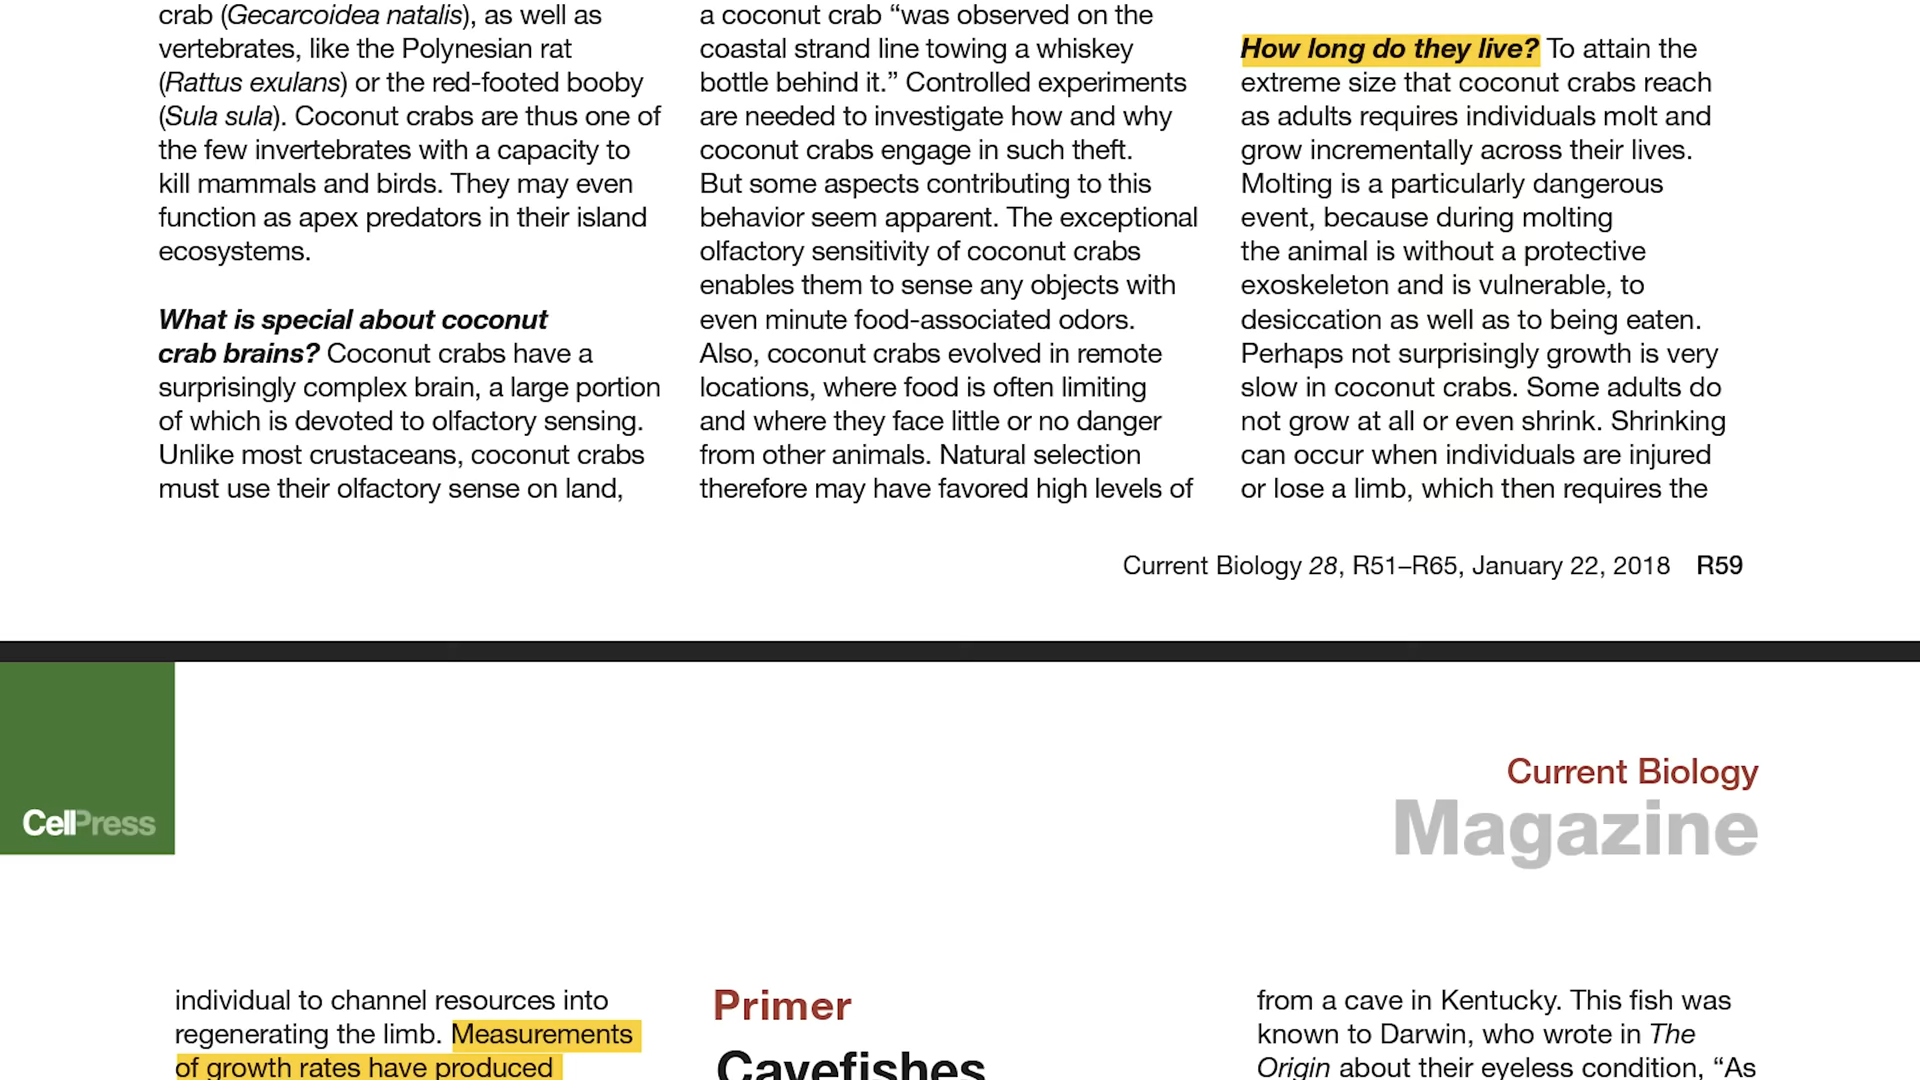 crab (Gecarcoidea natalis), as well as
vertebrates, like the Polynesian rat
(Rattus exulans) or the red-footed booby
(Sula sula). Coconut crabs are thus one of
the few invertebrates with a capacity to
kill mammals and birds. They may even
function as apex predators in their island
ecosystems.
What is special about coconut
crab brains? Coconut crabs have a
surprisingly complex brain, a large portion
of which is devoted to olfactory sensing.
Unlike most crustaceans, coconut crabs
must use their olfactory sense on land,
a coconut crab “was observed on the
coastal strand line towing a whiskey
bottle behind it.” Controlled experiments
are needed to investigate how and why
coconut crabs engage in such theft.
But some aspects contributing to this
behavior seem apparent. The exceptional
olfactory sensitivity of coconut crabs
enables them to sense any objects with
even minute food-associated odors.
Also, coconut crabs evolved in remote
locations, where food is often limiting
and where they face little or no danger
from other animals. Natural selection
therefore may have favored high levels of
How long do they live? To attain the
extreme size that coconut crabs reach
as adults requires individuals molt and
grow incrementally across their lives.
Molting is a particularly dangerous
event, because during molting
the animal is without a protective
exoskeleton and is vulnerable, to
desiccation as well as to being eaten.
Perhaps not surprisingly growth is very
slow in coconut crabs. Some adults do
not grow at all or even shrink. Shrinking
can occur when individuals are injured
or lose a limb, which then requires the
Current Biology 28, R51–R65, January 22, 2018 R59
CellPress
Current Biology
Magazine
individual to channel resources into
regenerating the limb. Measurements
of growth rates have produced
Primer
Cavefishes
from a cave in Kentucky. This fish was
known to Darwin, who wrote in The
Origin about their eyeless condition, “As